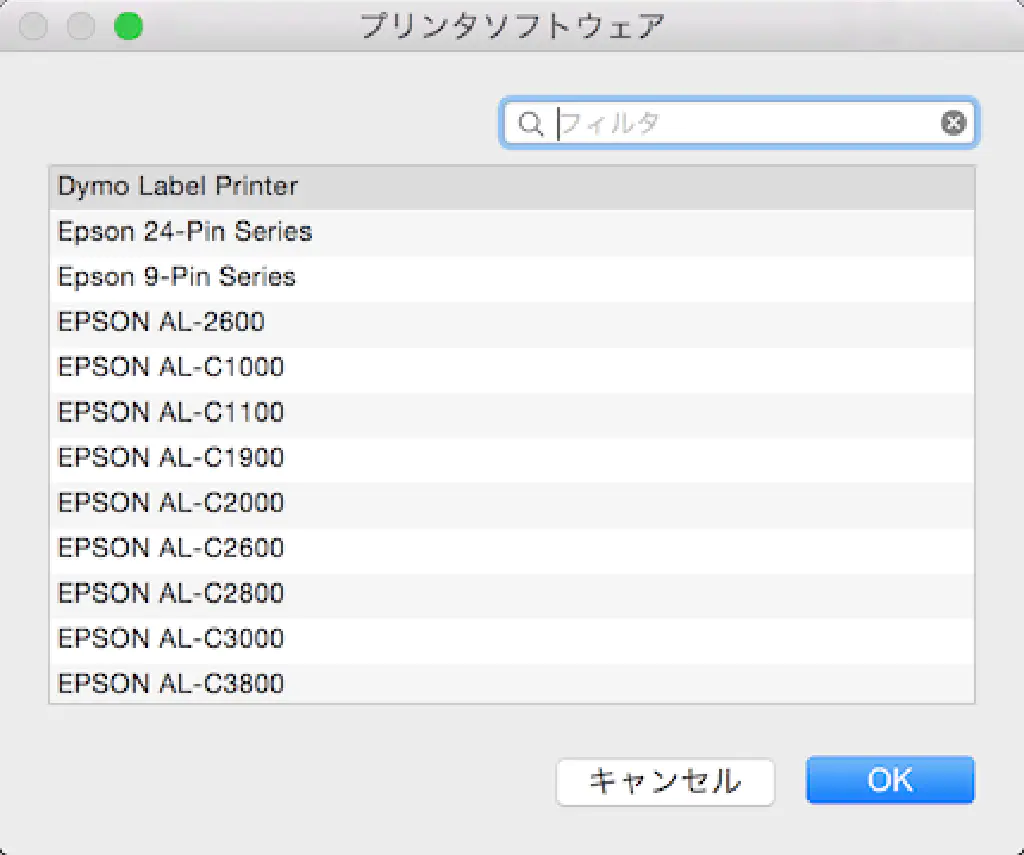 プリンタソフトウェア
フィルタ
Dymo Label Printer
Epson 24-Pin Series
Epson 9-Pin Series
EPSON AL-2600
EPSON AL-C1000
EPSON AL-C1100
EPSON AL-C1900
EPSON AL-C2000
EPSON AL-C2600
EPSON AL-C2800
EPSON AL-C3000
EPSON AL-C3800
キャンセル OK